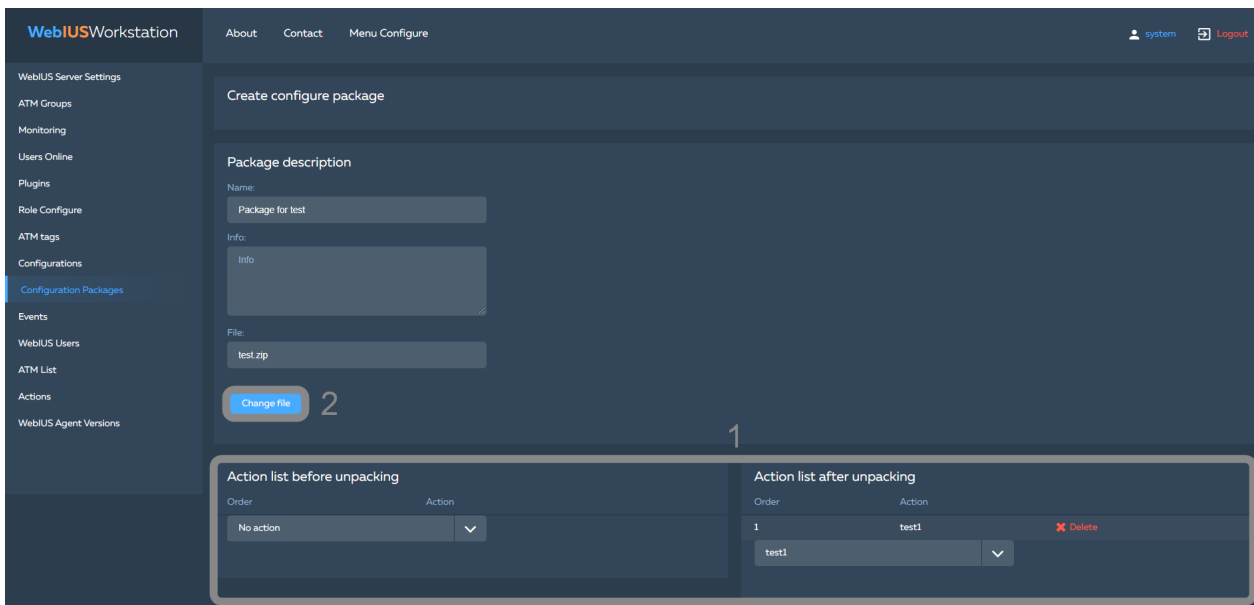 WebIUSWorkstation
About Contact Menu Configure
system Logout
WebIUS Server Settings
ATM Groups
Monitoring
Users Online
Plugins
Role Configure
ATM tags
Configurations
Configuration Packages
Events
WebIUS Users
ATM List
Actions
WebIUS Agent Versions
Create configure package
Package description
Name:
Package for test
Info:
Info
File:
test.zip
Change file 2
1
Action list before unpacking
Order Action
No action
Action list after unpacking
Order Action
1 test1 Delete
test1